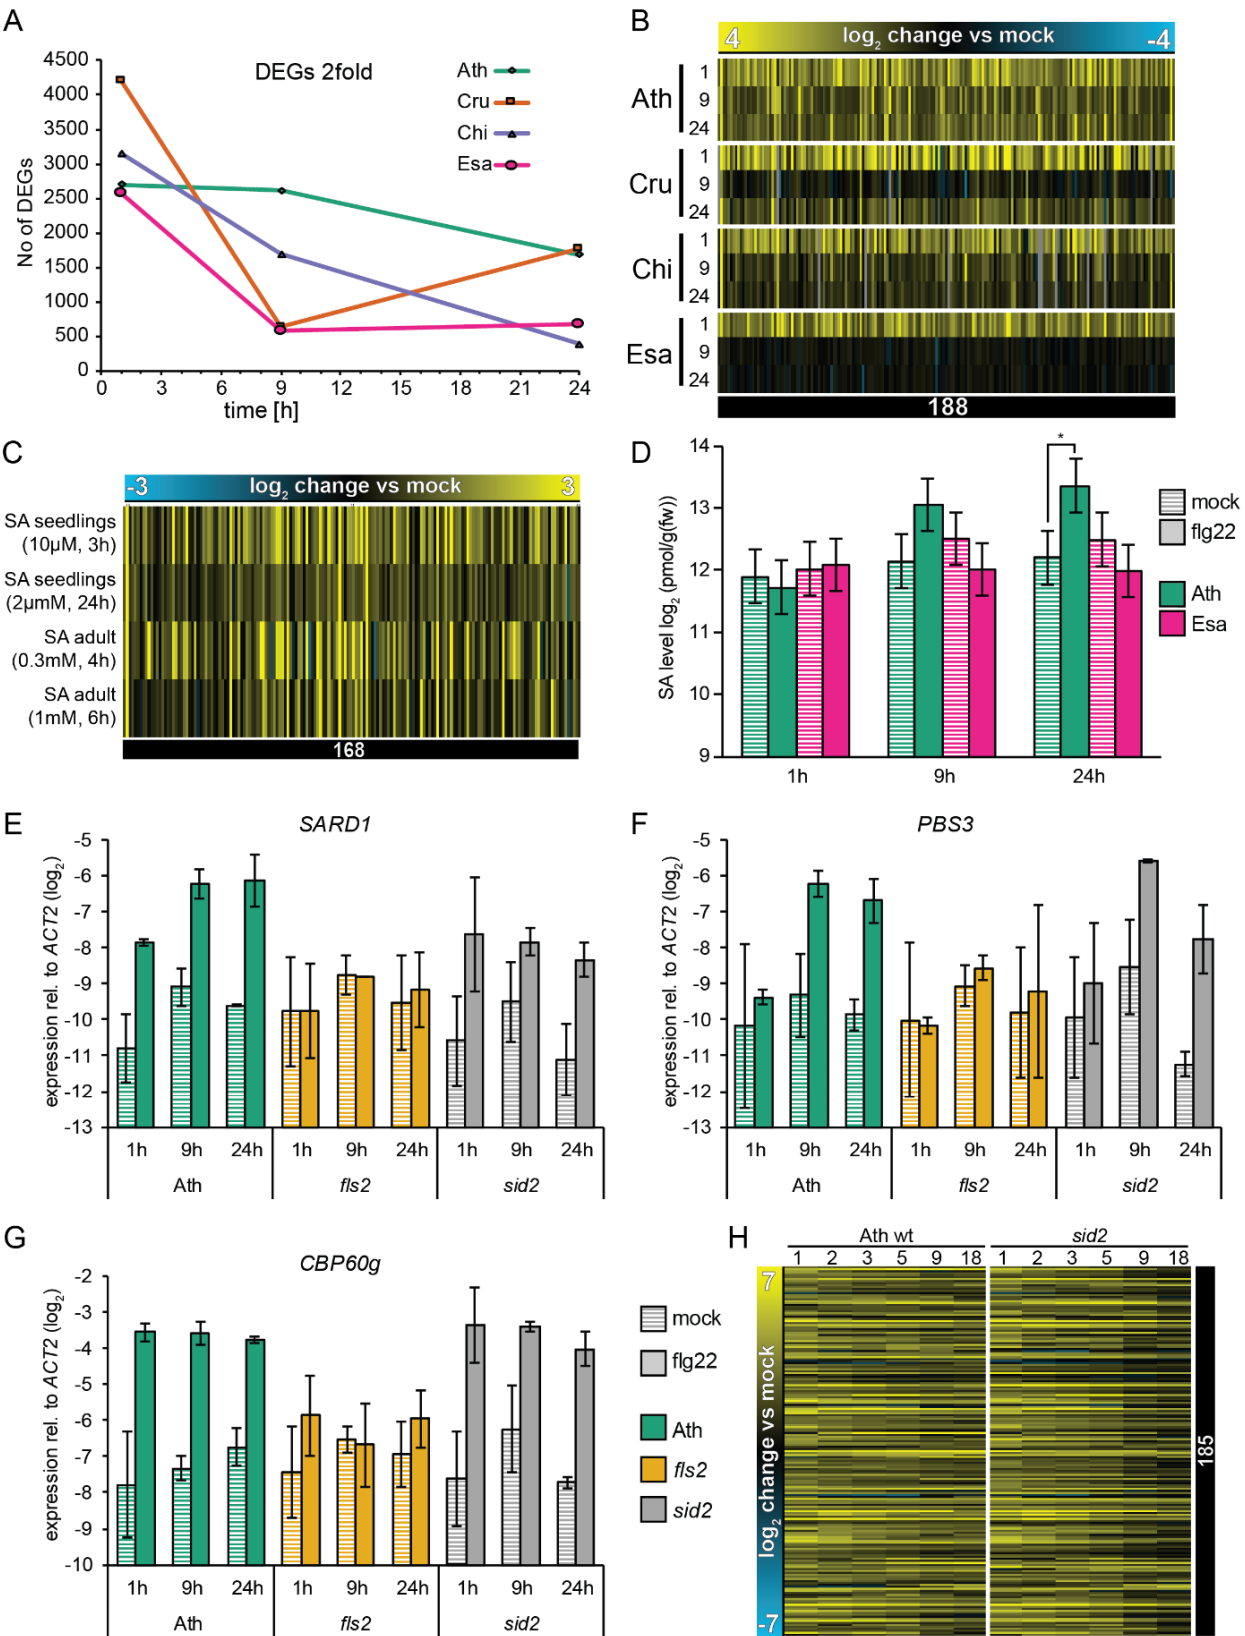 A
DEGs 2fold
Ath
Cru
Chi
Esa
4500
4000
3500
3000
2500
2000
1500
1000
500
0
No of DEGs
0 3 6 9 12 15 18 21 24
time [h]
B
4 log2 change vs mock -4
Ath 1 9 24
Cru 1 9 24
Chi 1 9 24
Esa 1 9 24
188
C
-3 log2 change vs mock 3
SA seedlings
(10µM, 3h)
SA seedlings
(2µmM, 24h)
SA adult
(0.3mM, 4h)
SA adult
(1mM, 6h)
168
D
14
13
12
11
10
9
SA level log2 (pmol/g(fw))
*
1h 9h 24h
mock
flg22
Ath
Esa
E
SARD1
-5
-6
-7
-8
-9
-10
-11
-12
-13
expression rel. to ACT2 (log2)
1h 9h 24h 1h 9h 24h 1h 9h 24h
Ath fls2 sid2
F
PBS3
-5
-6
-7
-8
-9
-10
-11
-12
-13
expression rel. to ACT2 (log2)
1h 9h 24h 1h 9h 24h 1h 9h 24h
Ath fls2 sid2
G
CBP60g
-2
-3
-4
-5
-6
-7
-8
-9
-10
expression rel. to ACT2 (log2)
1h 9h 24h 1h 9h 24h 1h 9h 24h
Ath fls2 sid2
mock
flg22
Ath
fls2
sid2
H
Ath wt sid2
1 2 3 5 9 18 1 2 3 5 9 18
7 log2 change vs mock -7
185